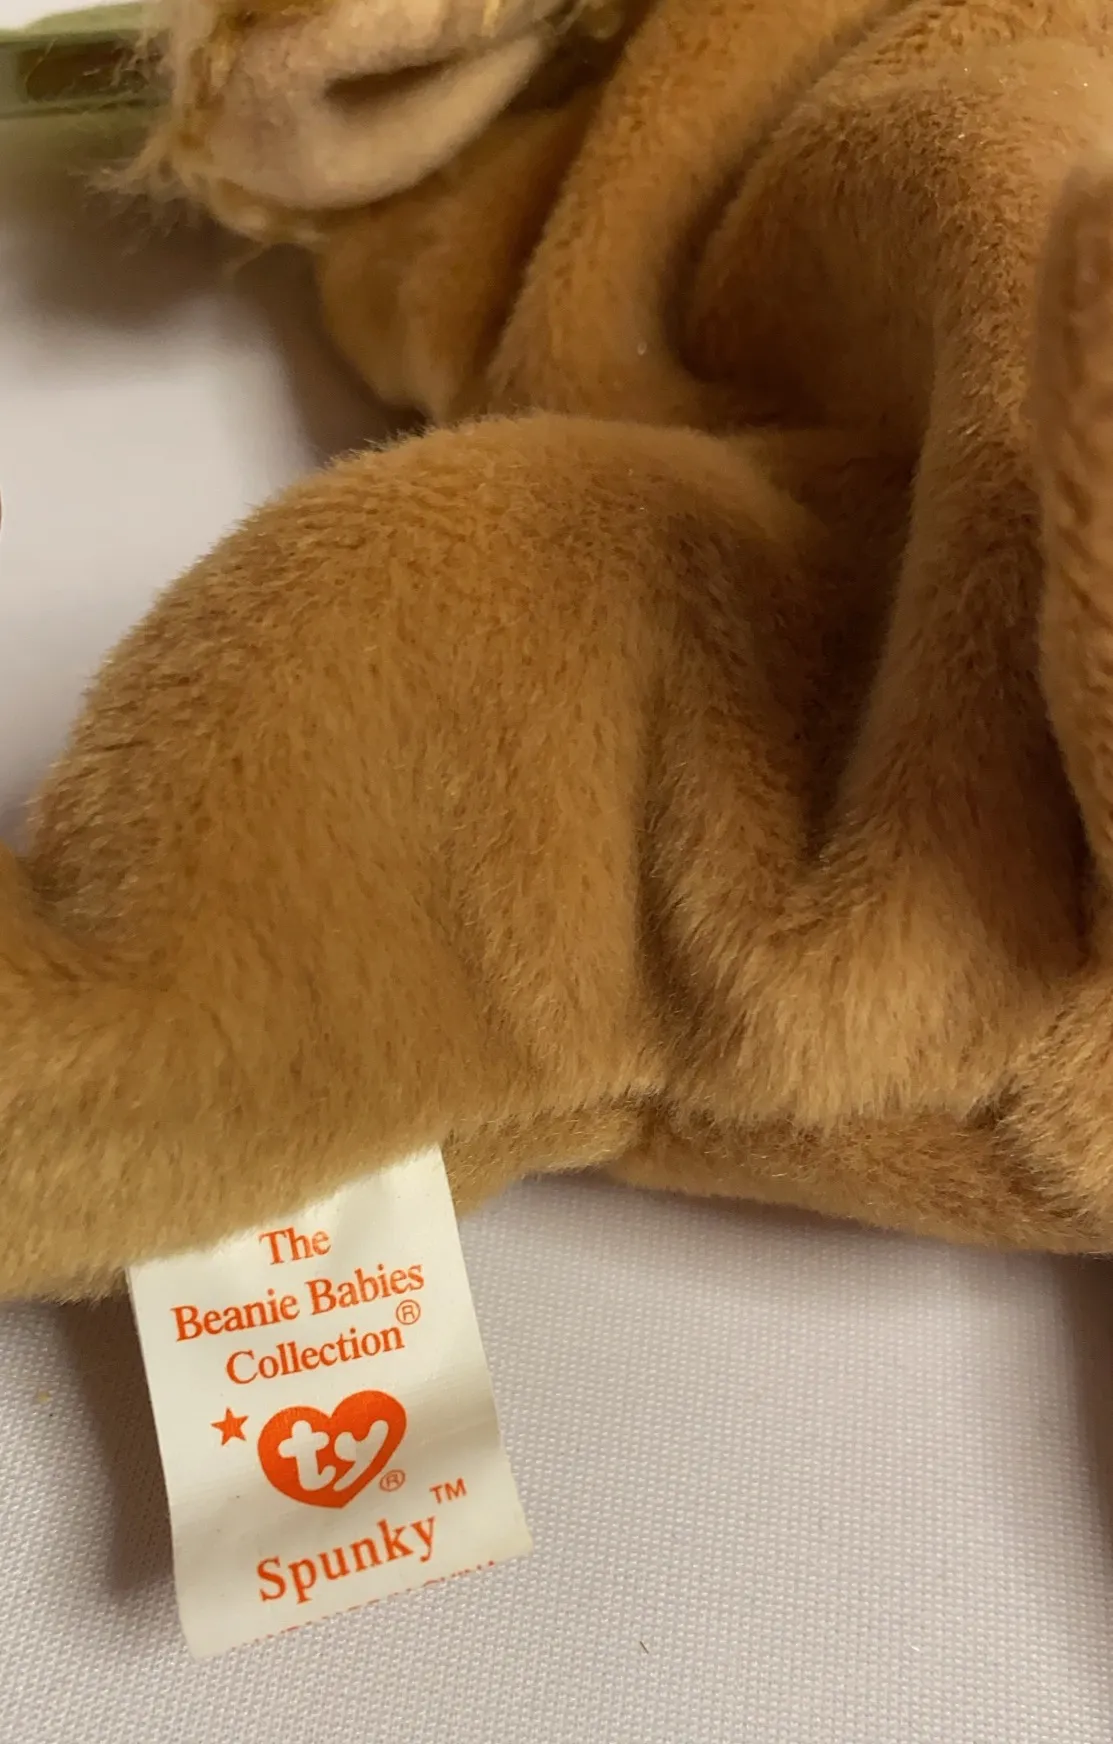 The
Beanie Babies
Collection®
★ ty®
Spunky™